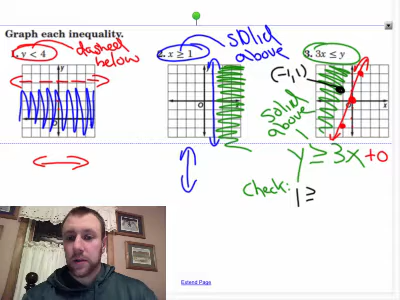 Graph each inequality.
1. y < 4
dashed
below
2. x ≥ 1
solid
above
3. 3x ≤ y
(-1,1)
solid
above
y
O
x
y
O
x
y
O
x
1
y ≥ 3x + 0
Check:
1 ≥
Extend Page